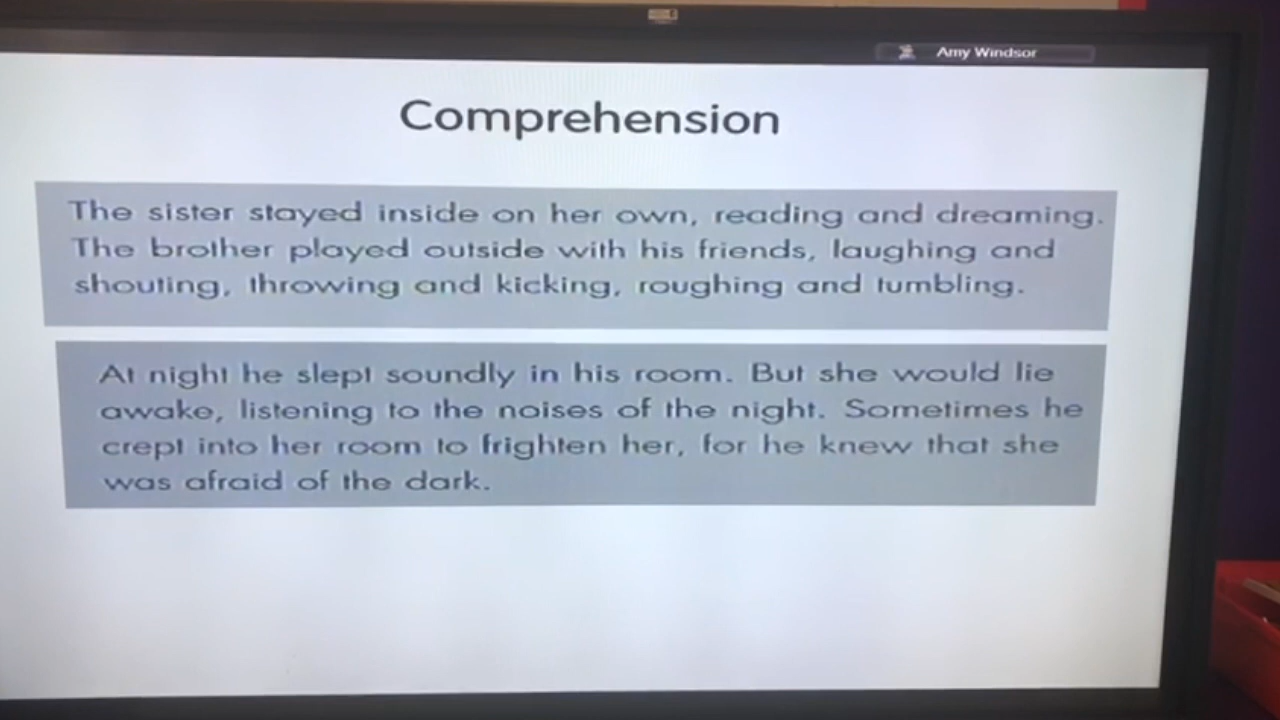 Amy Windsor
Comprehension
The sister stayed inside on her own, reading and dreaming.
The brother played outside with his friends, laughing and
shouting, throwing and kicking, roughing and tumbling.
At night he slept soundly in his room. But she would lie
awake, listening to the noises of the night. Sometimes he
crept into her room to frighten her, for he knew that she
was afraid of the dark.